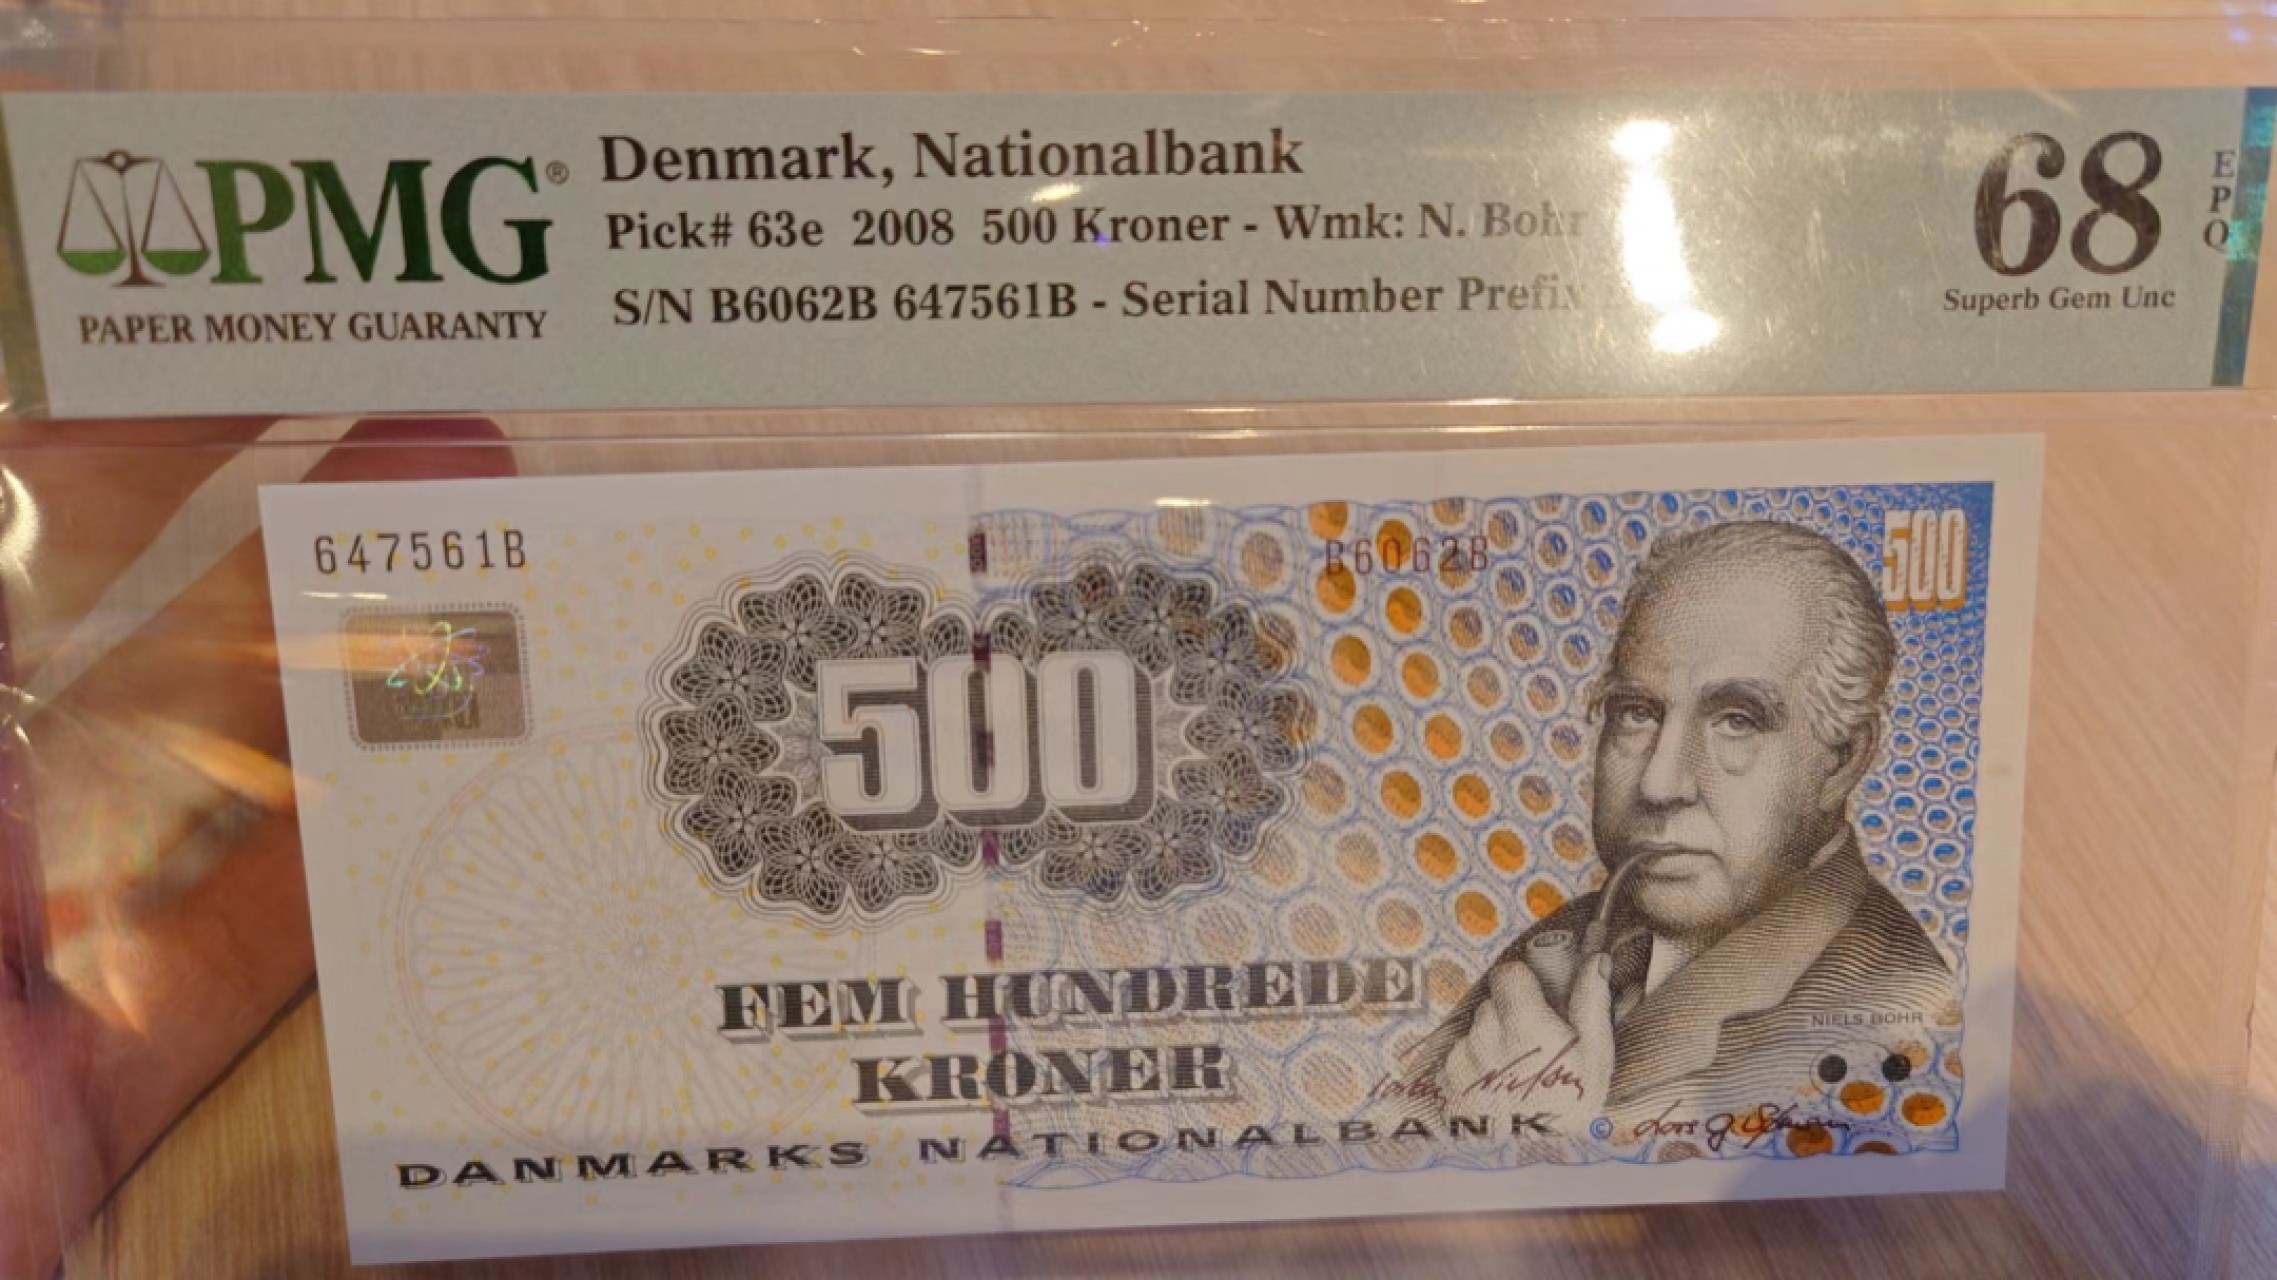 PMG®
PAPER MONEY GUARANTY
Denmark, Nationalbank
Pick# 63e 2008 500 Kroner - Wmk: N. Bohr
S/N B6062B 647561B - Serial Number Prefix
68
EPQ
Superb Gem Unc
647561B
B6062B
500
500
FEM HUNDREDE
KRONER
NIELS BOHR
DANMARKS NATIONALBANK ©